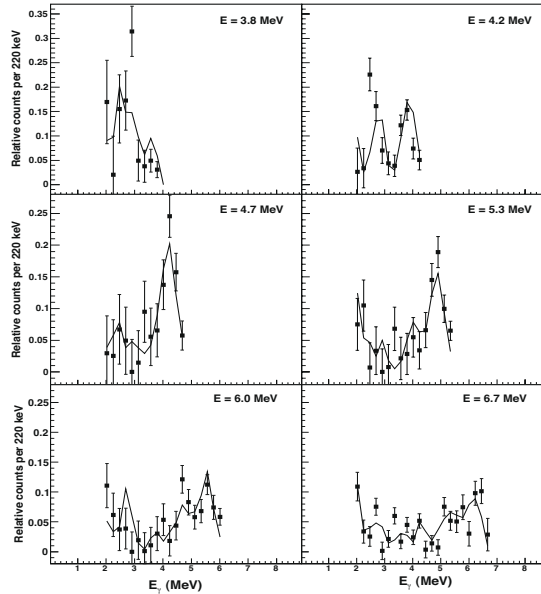 Relative counts per 220 keV
0.35
0.3
0.25
0.2
0.15
0.1
0.05
0
E = 3.8 MeV
E = 4.2 MeV
Relative counts per 220 keV
0.25
0.2
0.15
0.1
0.05
0
E = 4.7 MeV
E = 5.3 MeV
Relative counts per 220 keV
0.25
0.2
0.15
0.1
0.05
0
E = 6.0 MeV
E = 6.7 MeV
1 2 3 4 5 6 7 8
1 2 3 4 5 6 7 8
Eγ (MeV)
Eγ (MeV)